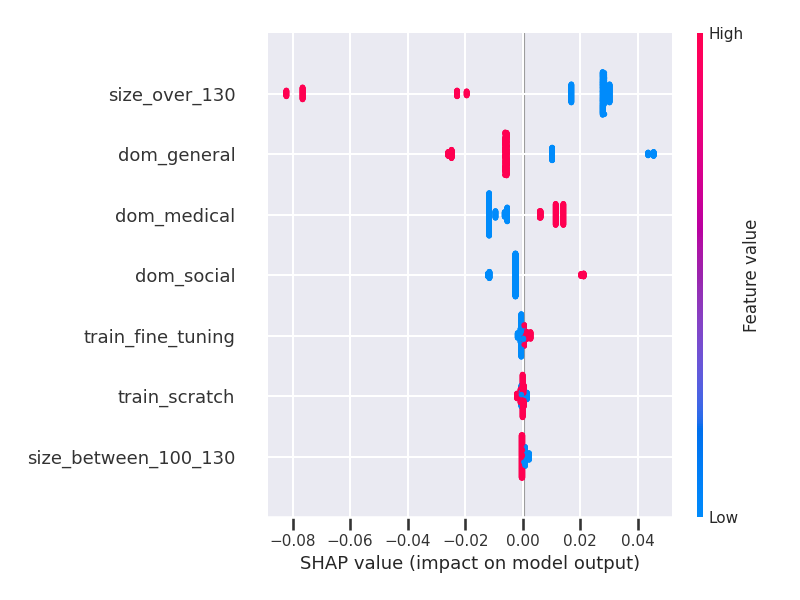 High
size_over_130
dom_general
dom_medical
dom_social
train_fine_tuning
train_scratch
size_between_100_130
Feature value
Low
−0.08 −0.06 −0.04 −0.02 0.00 0.02 0.04
SHAP value (impact on model output)